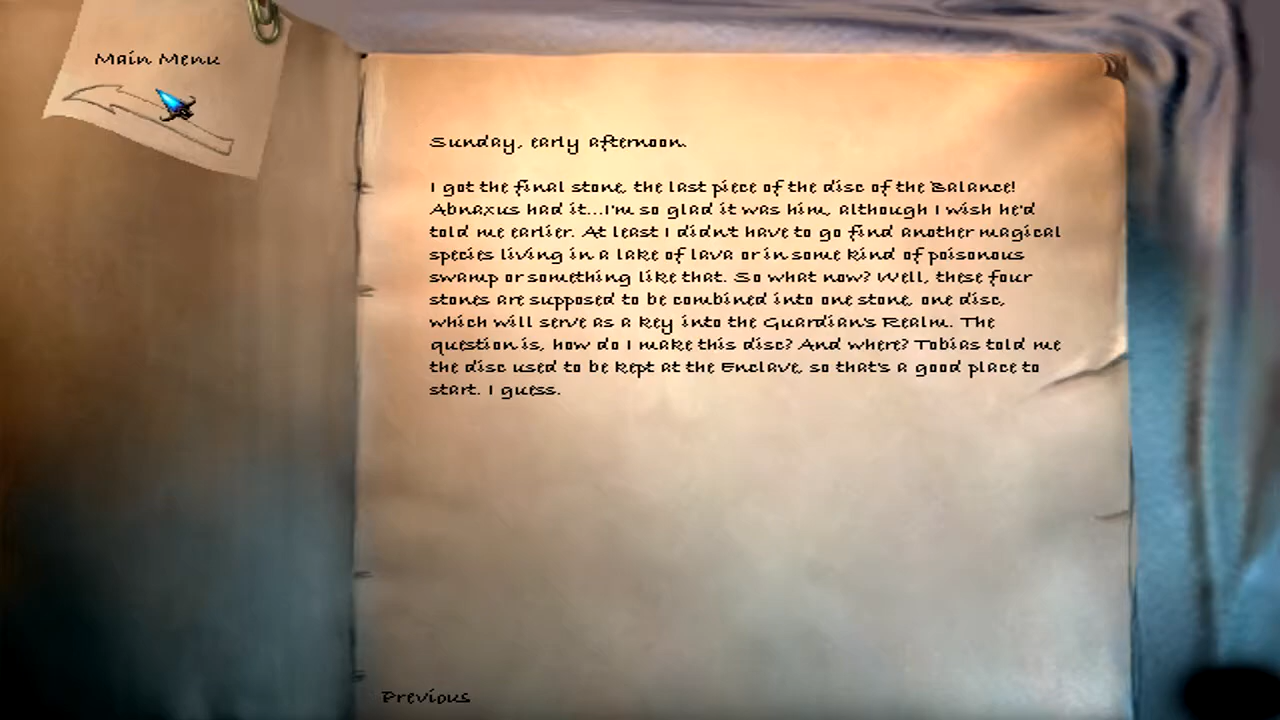 Main Menu
Sunday, early afternoon.
I got the final stone, the last piece of the disc of the Balance!
Abnaxus had it...I'm so glad it was him, although I wish he'd
told me earlier. At least I didn't have to go find another magical
species living in a lake of lava or in some kind of poisonous
swamp or something like that. So what now? Well, these four
stones are supposed to be combined into one stone, one disc,
which will serve as a key into the Guardian's Realm. The
question is, how do I make this disc? And where? Tobias told me
the disc used to be kept at the Enclave, so that's a good place to
start. I guess.
Previous